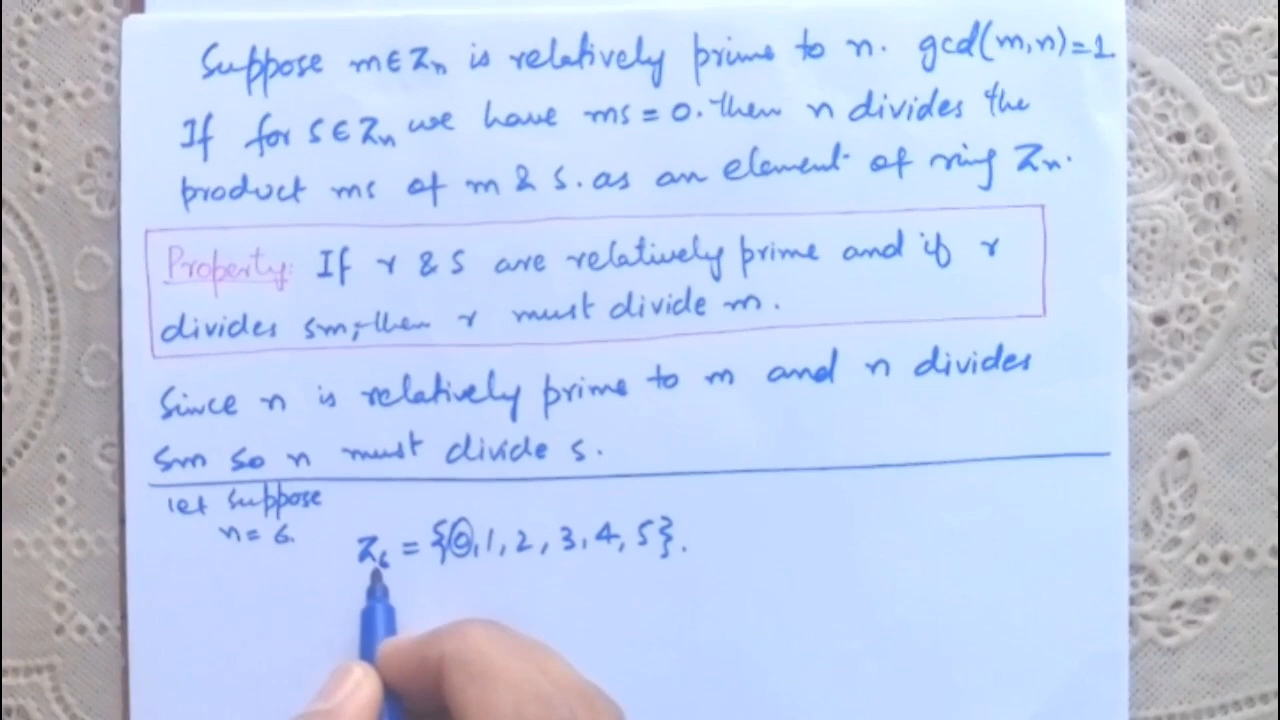 Suppose m∈Zn is relatively prime to n. gcd(m,n)=1
If for s∈Zn we have ms=0. then n divides the
product ms of m & s. as an element of ring Zn.
Property: If r & s are relatively prime and if r
divides sm, then r must divide m.
Since n is relatively prime to m and n divides
sm so n must divide s.
let suppose
n=6.
Z6 = {0,1,2,3,4,5}.